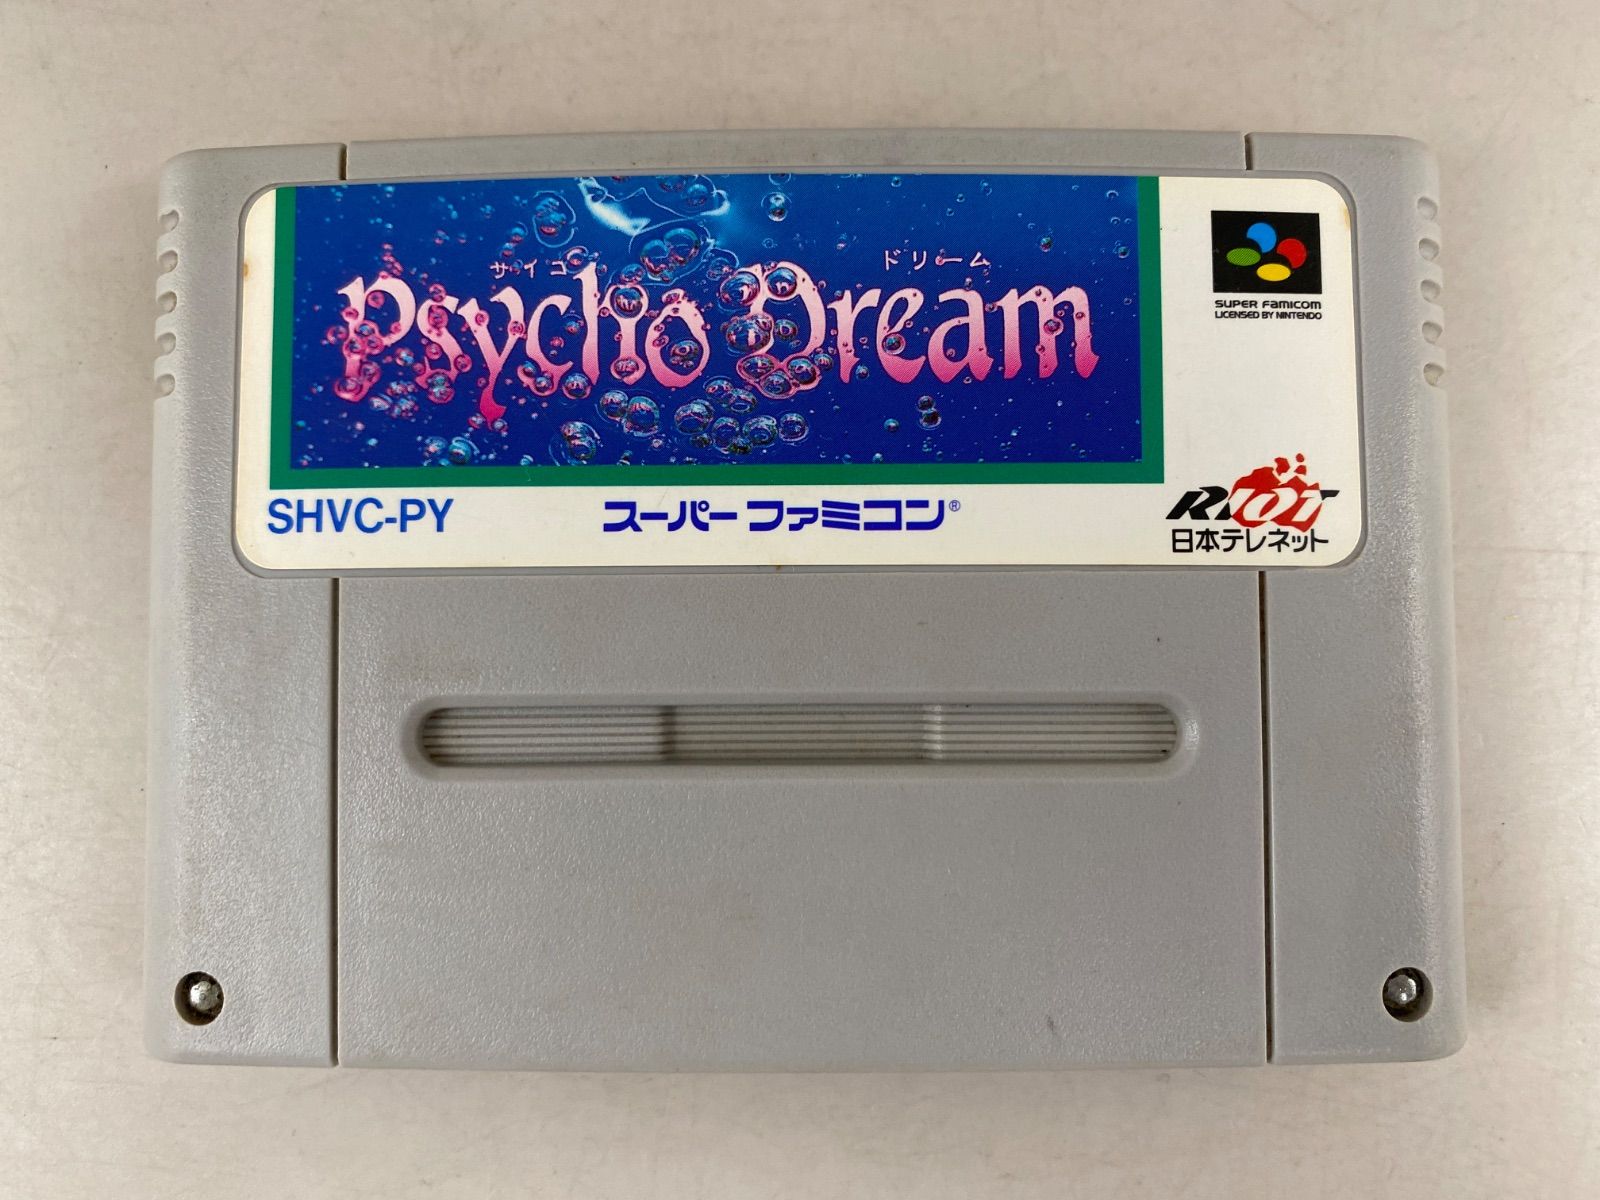 サイコ ドリーム
Psycho Dream
SUPER FAMICOM
LICENSED BY NINTENDO
SHVC-PY
スーパーファミコン®
RIOT
日本テレネット